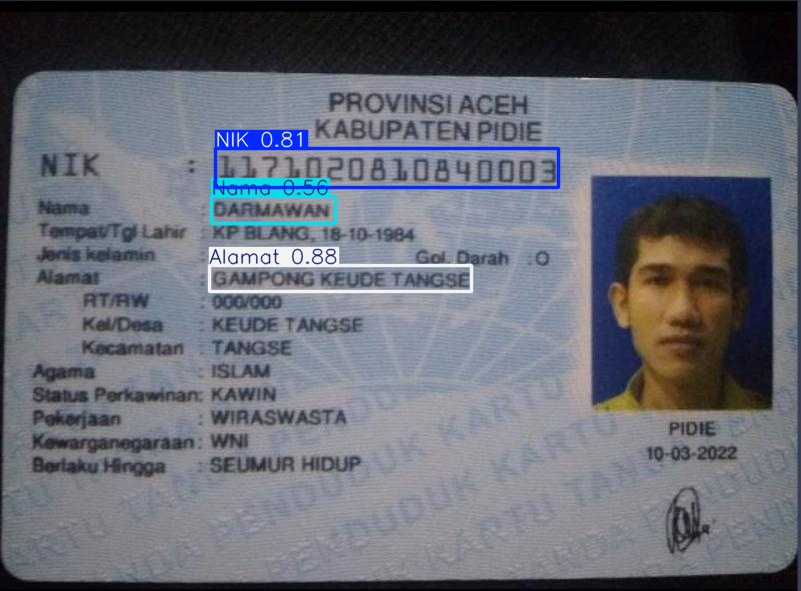 PROVINSI ACEH
KABUPATEN PIDIE
NIK 0.81
NIK : 1171020810840003
Nama 0.56
Nama : DARMAWAN
Tempat/Tgl Lahir : KP BLANG, 18-10-1984
Alamat 0.88
Jenis kelamin Gol. Darah : O
Alamat : GAMPONG KEUDE TANGSE
RT/RW : 000/000
Kel/Desa : KEUDE TANGSE
Kecamatan : TANGSE
Agama : ISLAM
Status Perkawinan: KAWIN
Pekerjaan : WIRASWASTA
Kewarganegaraan : WNI
Berlaku Hingga : SEUMUR HIDUP
PIDIE
10-03-2022